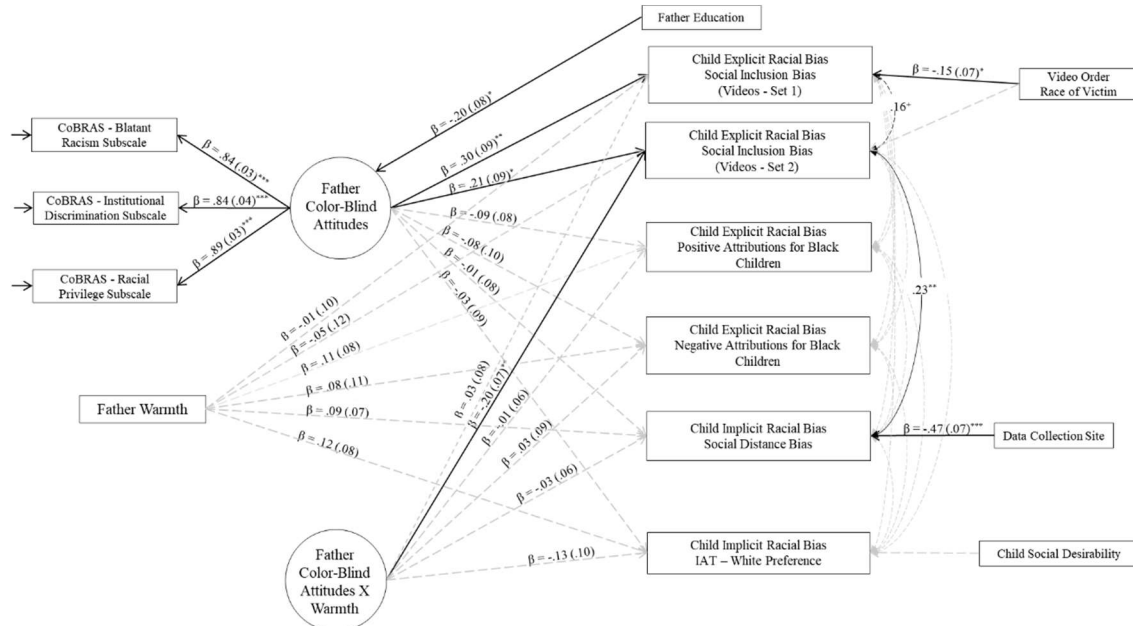 Father Education
Child Explicit Racial Bias
Social Inclusion Bias
(Videos - Set 1)
β = -.15 (.07)*
Video Order
Race of Victim
β = -.20 (.08)*
.16+
CoBRAS - Blatant
Racism Subscale
β = .84 (.03)***
β = .30 (.09)**
Child Explicit Racial Bias
Social Inclusion Bias
(Videos - Set 2)
Father
Color-Blind
Attitudes
β = .21 (.09)*
CoBRAS - Institutional
Discrimination Subscale
β = .84 (.04)***
β = -.09 (.08)
Child Explicit Racial Bias
Positive Attributions for Black
Children
β = -.08 (.10)
β = -.01 (.08)
β = -.03 (.09)
CoBRAS - Racial
Privilege Subscale
β = .89 (.03)***
.23**
β = -.01 (.10)
β = -.05 (.12)
β = .11 (.08)
Child Explicit Racial Bias
Negative Attributions for Black
Children
β = .08 (.11)
Father Warmth
β = .09 (.07)
β = .12 (.08)
β = .03 (.08)
β = -.20 (.07)**
β = -.01 (.06)
β = .03 (.09)
β = -.03 (.06)
Child Implicit Racial Bias
Social Distance Bias
β = -.47 (.07)***
Data Collection Site
Father
Color-Blind
Attitudes X
Warmth
β = -.13 (.10)
Child Implicit Racial Bias
IAT – White Preference
Child Social Desirability